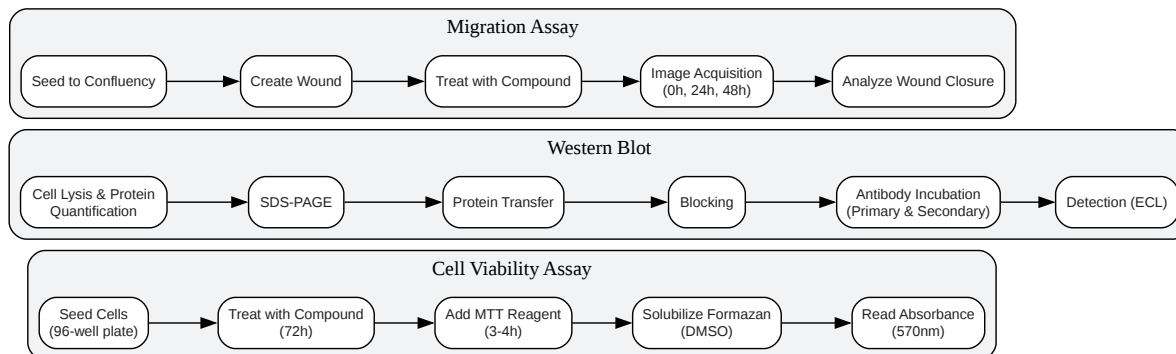 Migration Assay
Seed to Confluency
Create Wound
Treat with Compound
Image Acquisition
(0h, 24h, 48h)
Analyze Wound Closure
Western Blot
Cell Lysis & Protein
Quantification
SDS-PAGE
Protein Transfer
Blocking
Antibody Incubation
(Primary & Secondary)
Detection (ECL)
Cell Viability Assay
Seed Cells
(96-well plate)
Treat with Compound
(72h)
Add MTT Reagent
(3-4h)
Solubilize Formazan
(DMSO)
Read Absorbance
(570nm)